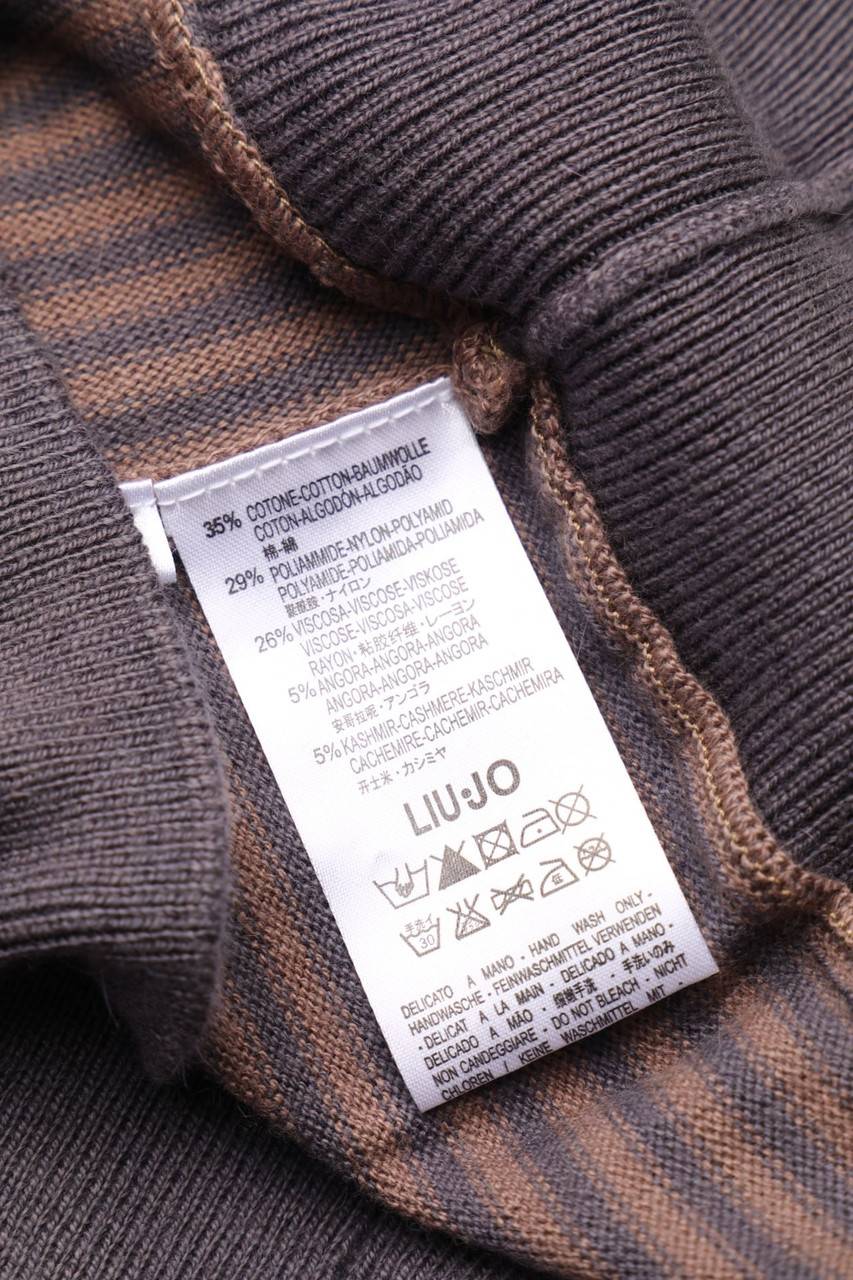 35% COTONE-COTTON-BAUMWOLLE
COTON-ALGODÓN-ALGODÃO
棉-綿
29% POLIAMMIDE-NYLON-POLYAMID
POLYAMIDE-POLIAMIDA-POLIAMIDA
聚酰胺・ナイロン
26% VISCOSA-VISCOSE-VISKOSE
VISCOSE-VISCOSA-VISCOSE
RAYON・粘胶纤维・レーヨン
5% ANGORA-ANGORA-ANGORA
ANGORA-ANGORA-ANGORA
安哥拉呢・アンゴラ
5% KASHMIR-CASHMERE-KASCHMIR
CACHEMIRE-CACHEMIR-CACHEMIRA
开士米・カシミヤ
LIU·JO
手洗イ
30
DELICATO A MANO - HAND WASH ONLY -
HANDWASCHE - FEINWASCHMITTEL VERWENDEN
- DELICAT A LA MAIN - DELICADO A MANO -
DELICADO A MÃO - 手洗 - 手洗いのみ
NON CANDEGGIARE - DO NOT BLEACH - NICHT
CHLOREN / KEINE WASCHMITTEL MIT -